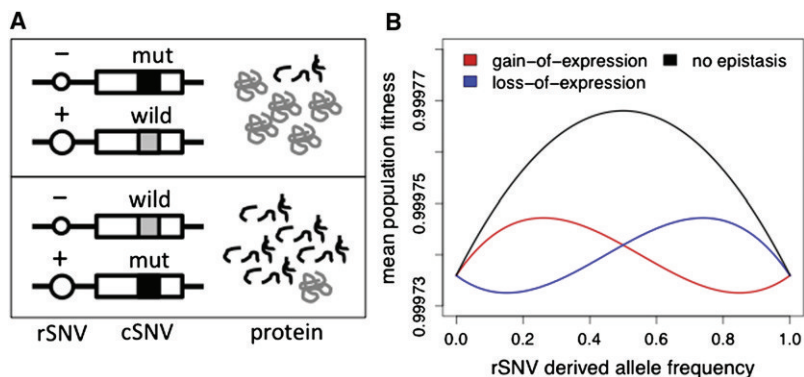 A
− mut
+ wild
− wild
+ mut
rSNV cSNV protein
B
gain−of−expression no epistasis
loss−of−expression
mean population fitness
0.99977
0.99975
0.99973
0.0 0.2 0.4 0.6 0.8 1.0
rSNV derived allele frequency